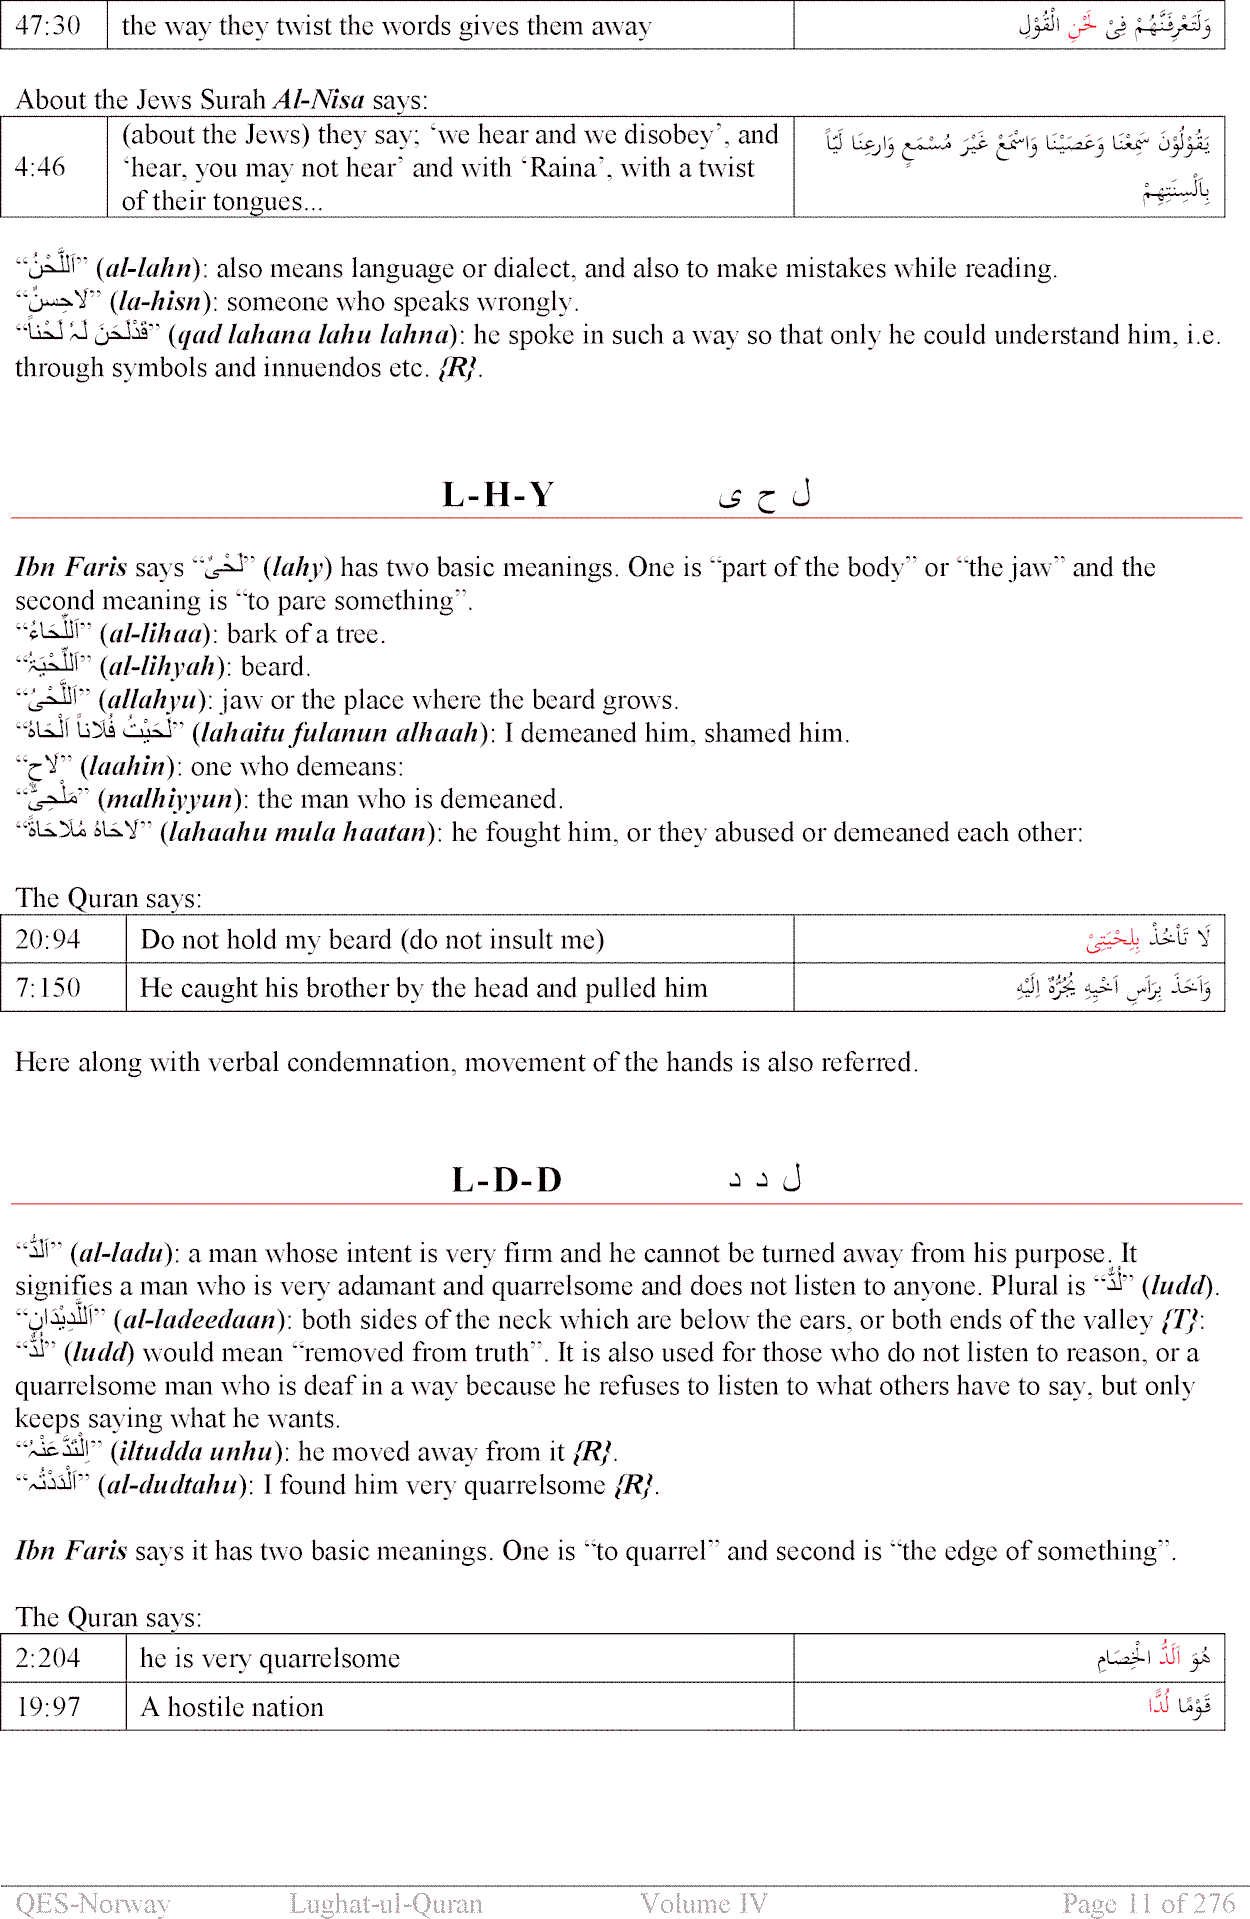 47:30 the way they twist the words gives them away وَلَتَعْرِفَنَّهُمْ فِىْ لَحْنِ الْقَوْلِ
About the Jews Surah Al-Nisa says:
4:46 (about the Jews) they say; ‘we hear and we disobey’, and يَقُوْلُوْنَ سَمِعْنَا وَعَصَيْنَا وَاسْمَعْ غَيْرَ مُسْمَعٍ وَّرَاعِنَا لَيًّا
‘hear, you may not hear’ and with ‘Raina’, with a twist بِاَلْسِنَتِهِمْ
of their tongues...
“اَللَّحْنُ” (al-lahn): also means language or dialect, and also to make mistakes while reading.
“لَاحِسنٌ” (la-hisn): someone who speaks wrongly.
“قَدْلَحَنَ لَہٗ لَحْناً” (qad lahana lahu lahna): he spoke in such a way so that only he could understand him, i.e.
through symbols and innuendos etc. {R}.
L-H-Y ل ح ى
Ibn Faris says “لَحْیٌ” (lahy) has two basic meanings. One is “part of the body” or “the jaw” and the
second meaning is “to pare something”.
“اَللِّحَاءُ” (al-lihaa): bark of a tree.
“اَللِّحْيَۃُ” (al-lihyah): beard.
“اَللَّحْیُ” (allahyu): jaw or the place where the beard grows.
“لَحَيْتُ فُلَاناً اَلْحَاهُ” (lahaitu fulanun alhaah): I demeaned him, shamed him.
“لَاحٍ” (laahin): one who demeans:
“مَلْحِیٌّ” (malhiyyun): the man who is demeaned.
“لَاحَاهُ مُلَاحَاةً” (lahaahu mula haatan): he fought him, or they abused or demeaned each other:
The Quran says:
20:94 Do not hold my beard (do not insult me) لَا تَأْخُذْ بِلِحْيَتِىْ
7:150 He caught his brother by the head and pulled him وَاَخَذَ بِرَاَسِ اَخْيِهِ يَجُرُّهٌ اِلَيْهِ
Here along with verbal condemnation, movement of the hands is also referred.
L-D-D ل د د
“اَلَدُّ” (al-ladu): a man whose intent is very firm and he cannot be turned away from his purpose. It
signifies a man who is very adamant and quarrelsome and does not listen to anyone. Plural is “لُدٌّ” (ludd).
“اَللَّدِيْدَانِ” (al-ladeedaan): both sides of the neck which are below the ears, or both ends of the valley {T}:
“لُدٌّ” (ludd) would mean “removed from truth”. It is also used for those who do not listen to reason, or a
quarrelsome man who is deaf in a way because he refuses to listen to what others have to say, but only
keeps saying what he wants.
“اِلْتَدَّ عَنْہُ” (iltudda unhu): he moved away from it {R}.
“اَلْدَدْتُہ” (al-dudtahu): I found him very quarrelsome {R}.
Ibn Faris says it has two basic meanings. One is “to quarrel” and second is “the edge of something”.
The Quran says:
2:204 he is very quarrelsome هُوَ اَلَدُّ الْخِصَامِ
19:97 A hostile nation قَوْمًا لُدًّا
QES-Norway Lughat-ul-Quran Volume IV Page 11 of 276